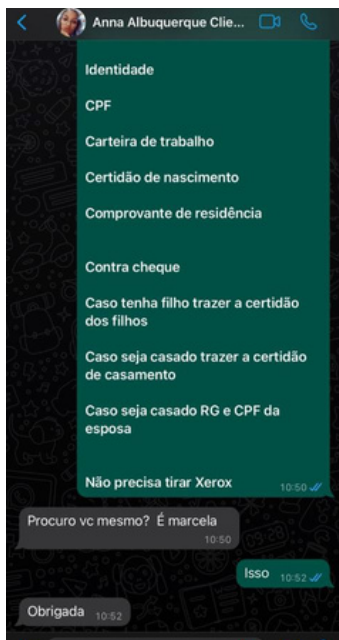 Anna Albuquerque Clie...
Identidade
CPF
Carteira de trabalho
Certidão de nascimento
Comprovante de residência
Contra cheque
Caso tenha filho trazer a certidão
dos filhos
Caso seja casado trazer a certidão
de casamento
Caso seja casado RG e CPF da
esposa
Não precisa tirar Xerox
10:50
Procuro vc mesmo? É marcela
10:50
Isso 10:52
Obrigada 10:52